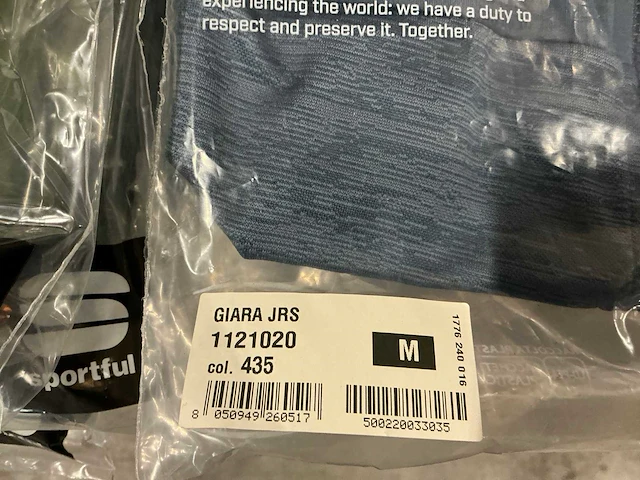 experiencing the world: we have a duty to
respect and preserve it. Together.
sportful
GIARA JRS
1121020
col. 435
M
1776 240 016
8 050949 260517
500220033035